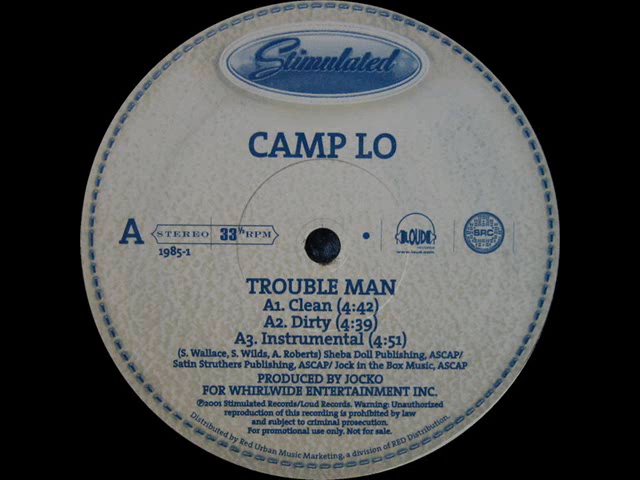 Stimulated
CAMP LO
A
STEREO 33⅓ RPM
1985-1
LOUD
SRC
TROUBLE MAN
A1. Clean (4:42)
A2. Dirty (4:39)
A3. Instrumental (4:51)
(S. Wallace, S. Wilds, A. Roberts) Sheba Doll Publishing, ASCAP/
Satin Struthers Publishing, ASCAP/ Jock in the Box Music, ASCAP
PRODUCED BY JOCKO
FOR WHIRLWIDE ENTERTAINMENT INC.
℗2001 Stimulated Records/Loud Records. Warning: Unauthorized
reproduction of this recording is prohibited by law
and subject to criminal prosecution.
For promotional use only. Not for sale.
Distributed by Red Urban Music Marketing, a division of RED Distribution.